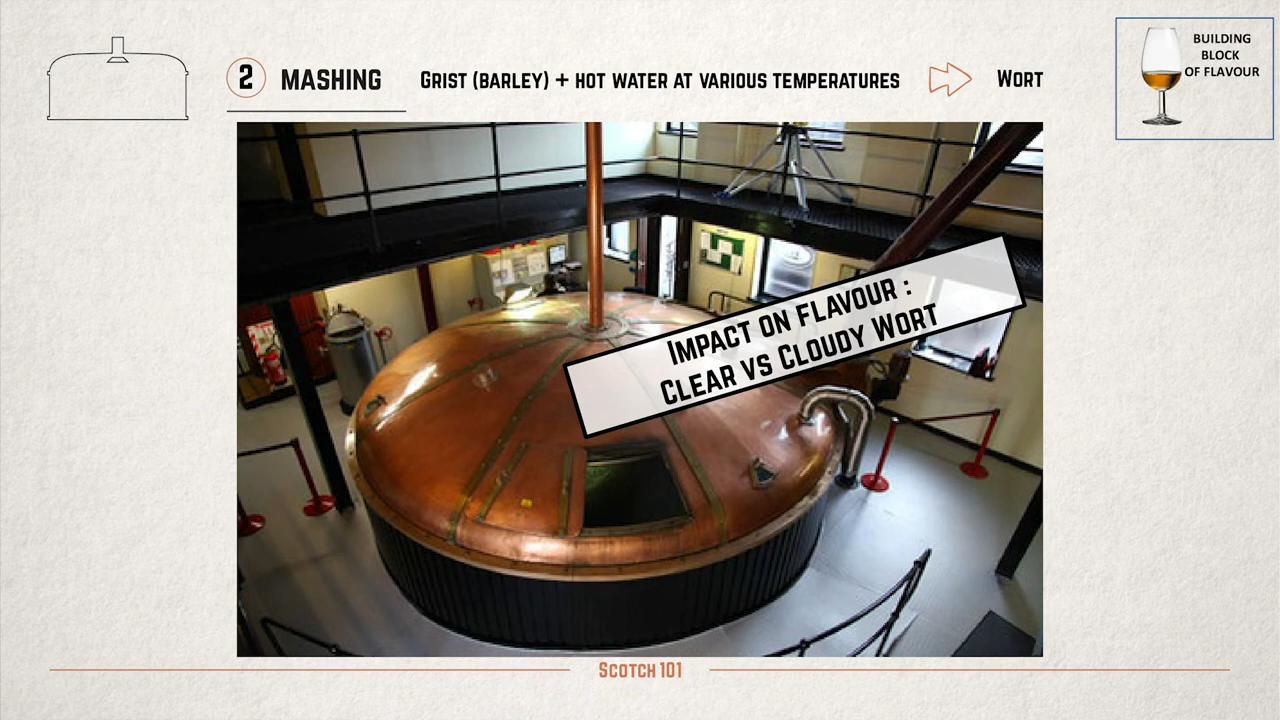 2 MASHING GRIST (BARLEY) + HOT WATER AT VARIOUS TEMPERATURES WORT
BUILDING
BLOCK
OF FLAVOUR
IMPACT ON FLAVOUR :
CLEAR VS CLOUDY WORT
SCOTCH 101